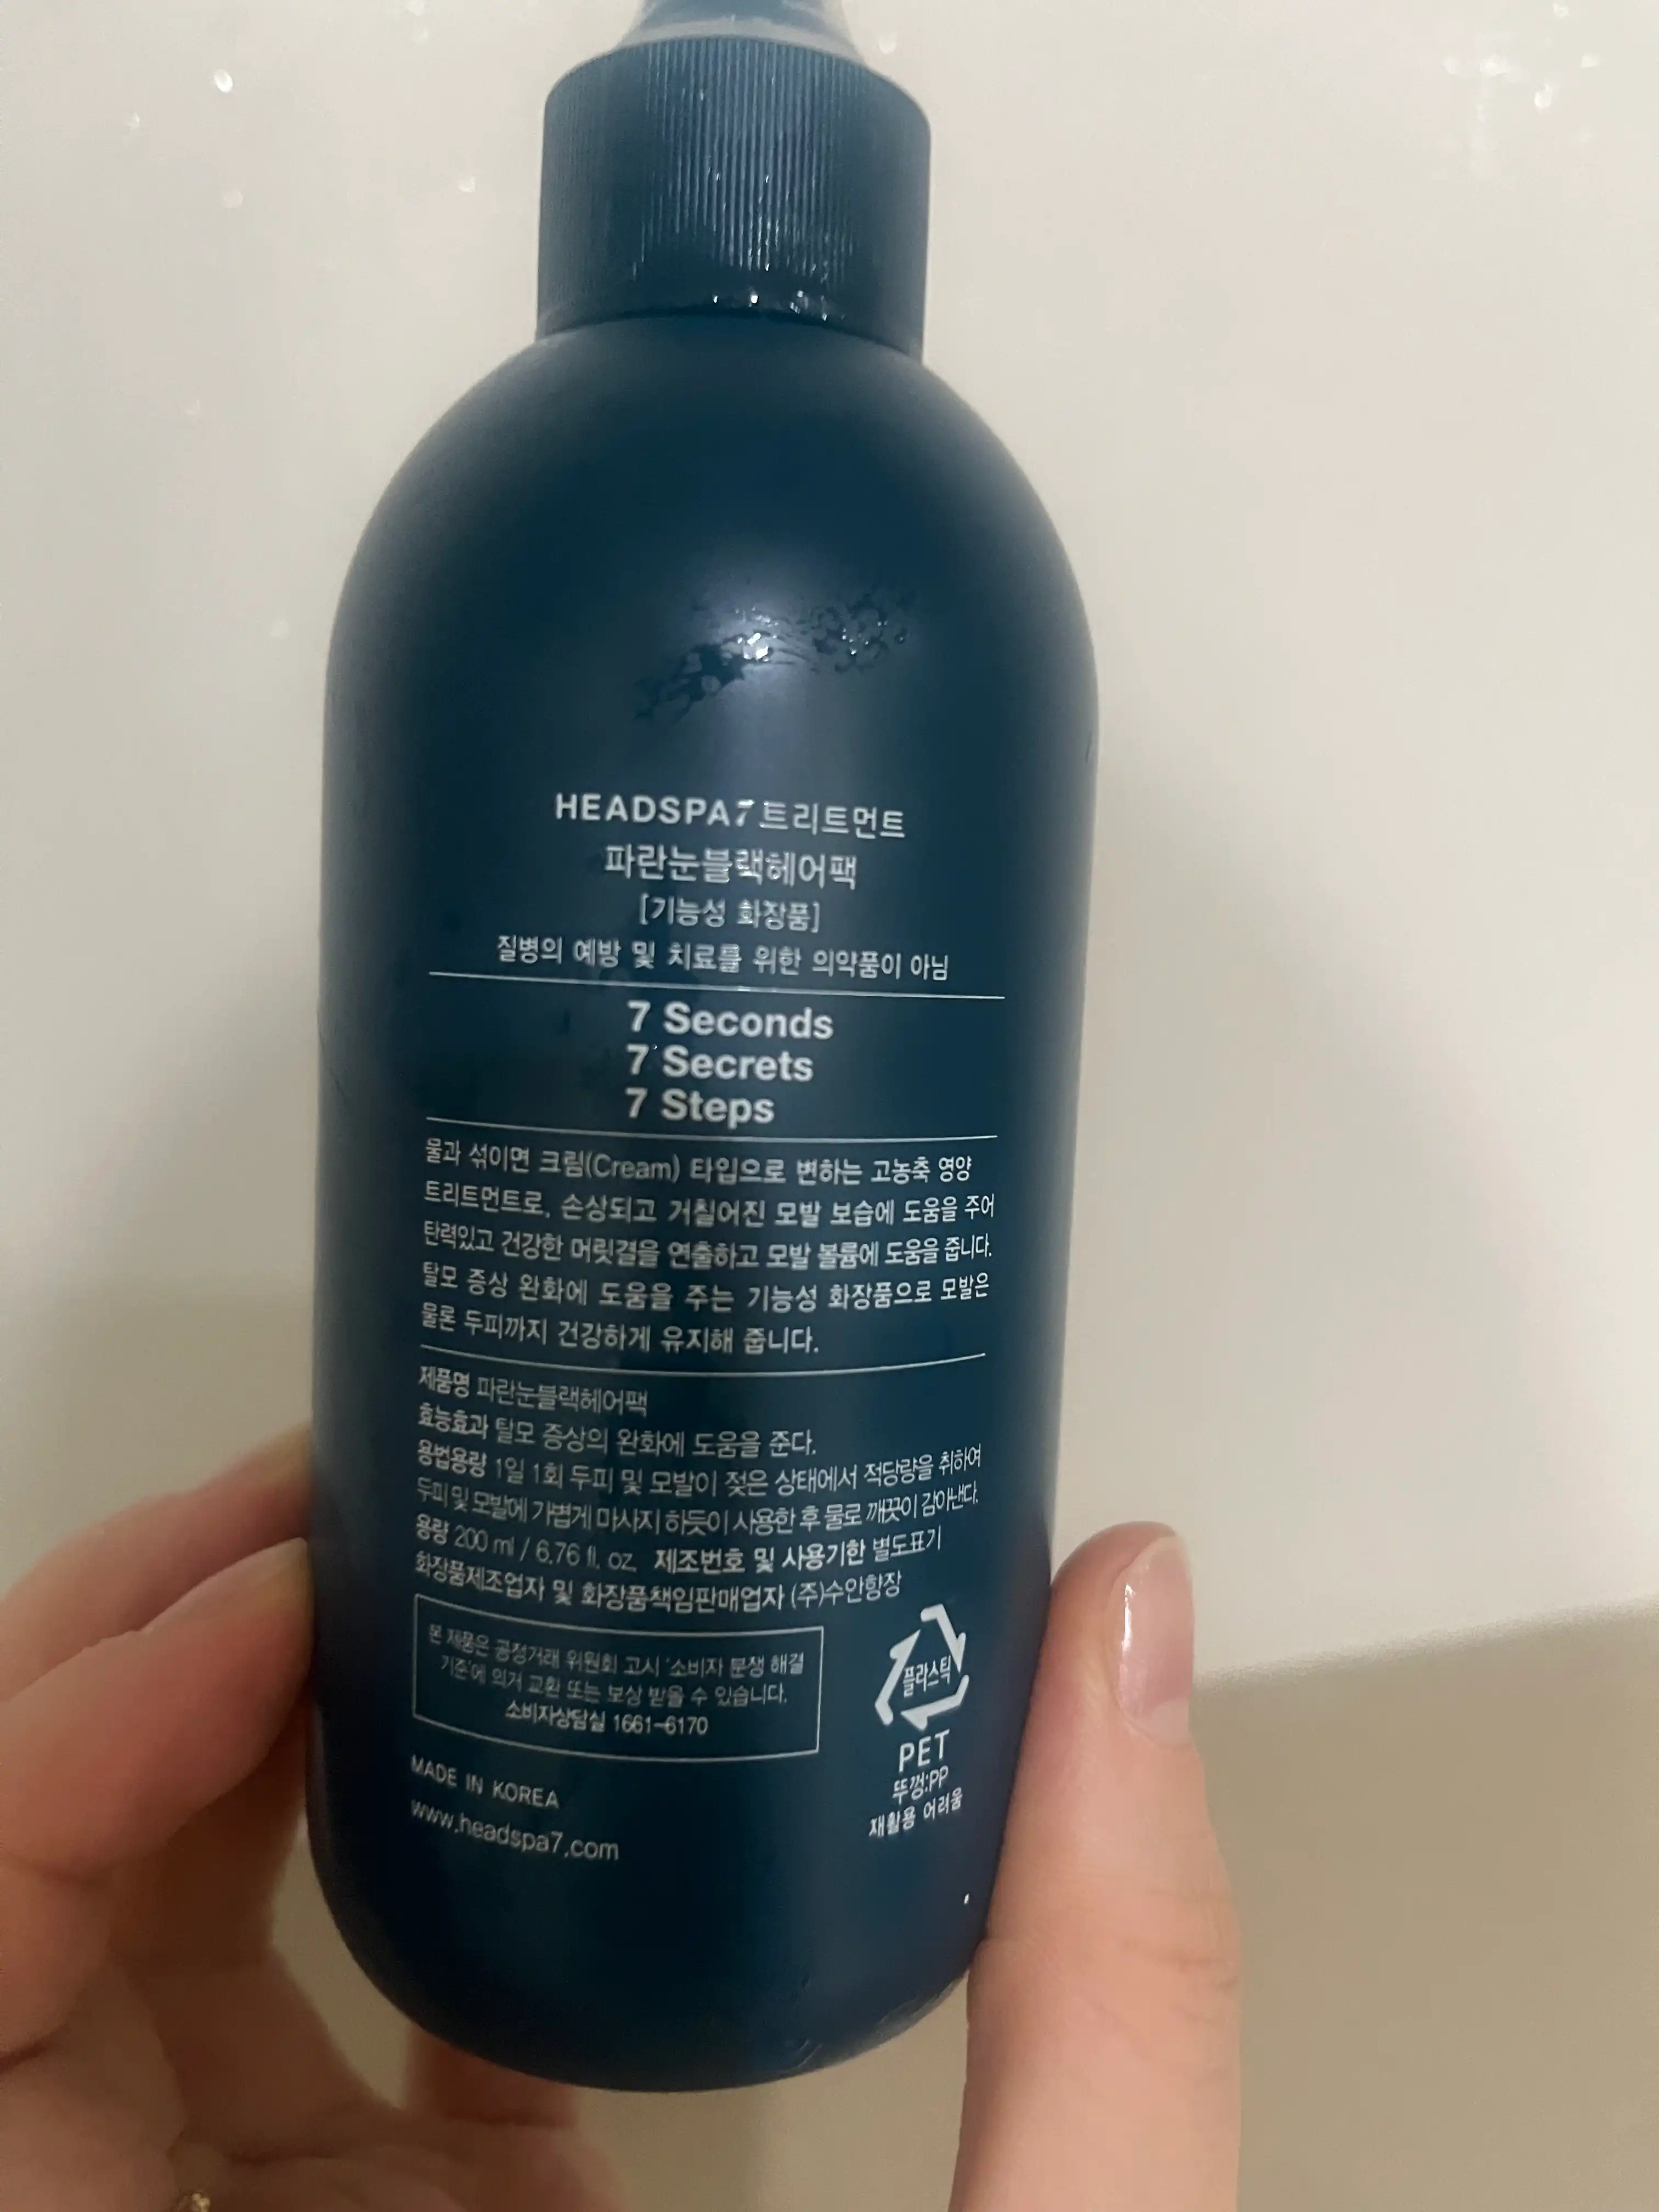 HEADSPA7 트리트먼트
파란눈블랙헤어팩
[기능성 화장품]
질병의 예방 및 치료를 위한 의약품이 아님
7 Seconds
7 Secrets
7 Steps
물과 섞이면 크림(Cream) 타입으로 변하는 고농축 영양
트리트먼트로, 손상되고 거칠어진 모발 보습에 도움을 주어
탄력있고 건강한 머릿결을 연출하고 모발 볼륨에 도움을 줍니다.
탈모 증상 완화에 도움을 주는 기능성 화장품으로 모발은
물론 두피까지 건강하게 유지해 줍니다.
제품명 파란눈블랙헤어팩
효능효과 탈모 증상의 완화에 도움을 준다.
용법용량 1일 1회 두피 및 모발이 젖은 상태에서 적당량을 취하여
두피 및 모발에 가볍게 마사지 하듯이 사용한 후 물로 깨끗이 감아낸다.
용량 200 ml / 6.76 fl. oz. 제조번호 및 사용기한 별도표기
화장품제조업자 및 화장품책임판매업자 (주)수안향장
본 제품은 공정거래 위원회 고시 '소비자 분쟁 해결
기준'에 의거 교환 또는 보상 받을 수 있습니다.
소비자상담실 1661-6170
플라스틱
PET
뚜껑:PP
재활용 어려움
MADE IN KOREA
www.headspa7.com